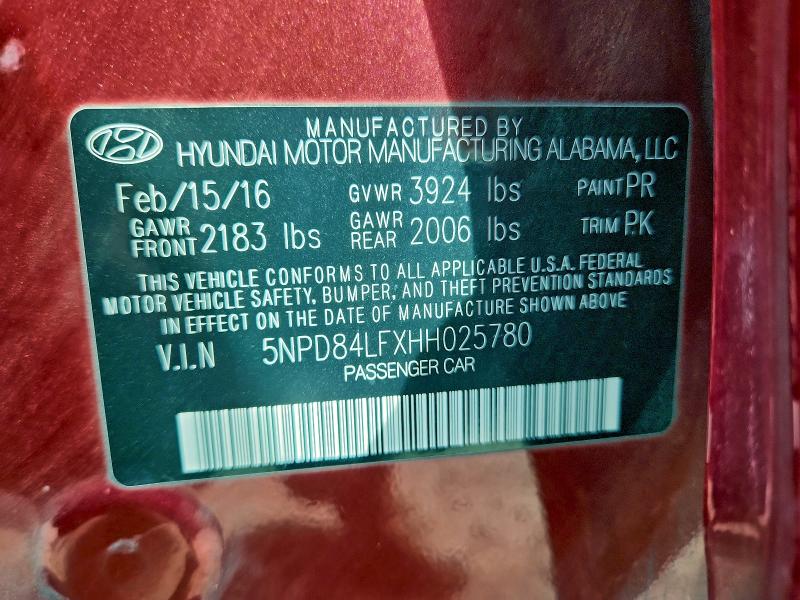 MANUFACTURED BY
HYUNDAI MOTOR MANUFACTURING ALABAMA, LLC
Feb/15/16 GVWR 3924 lbs PAINT PR
GAWR FRONT 2183 lbs GAWR REAR 2006 lbs TRIM PK
THIS VEHICLE CONFORMS TO ALL APPLICABLE U.S.A. FEDERAL
MOTOR VEHICLE SAFETY, BUMPER, AND THEFT PREVENTION STANDARDS
IN EFFECT ON THE DATE OF MANUFACTURE SHOWN ABOVE
V.I.N 5NPD84LFXHH025780
PASSENGER CAR